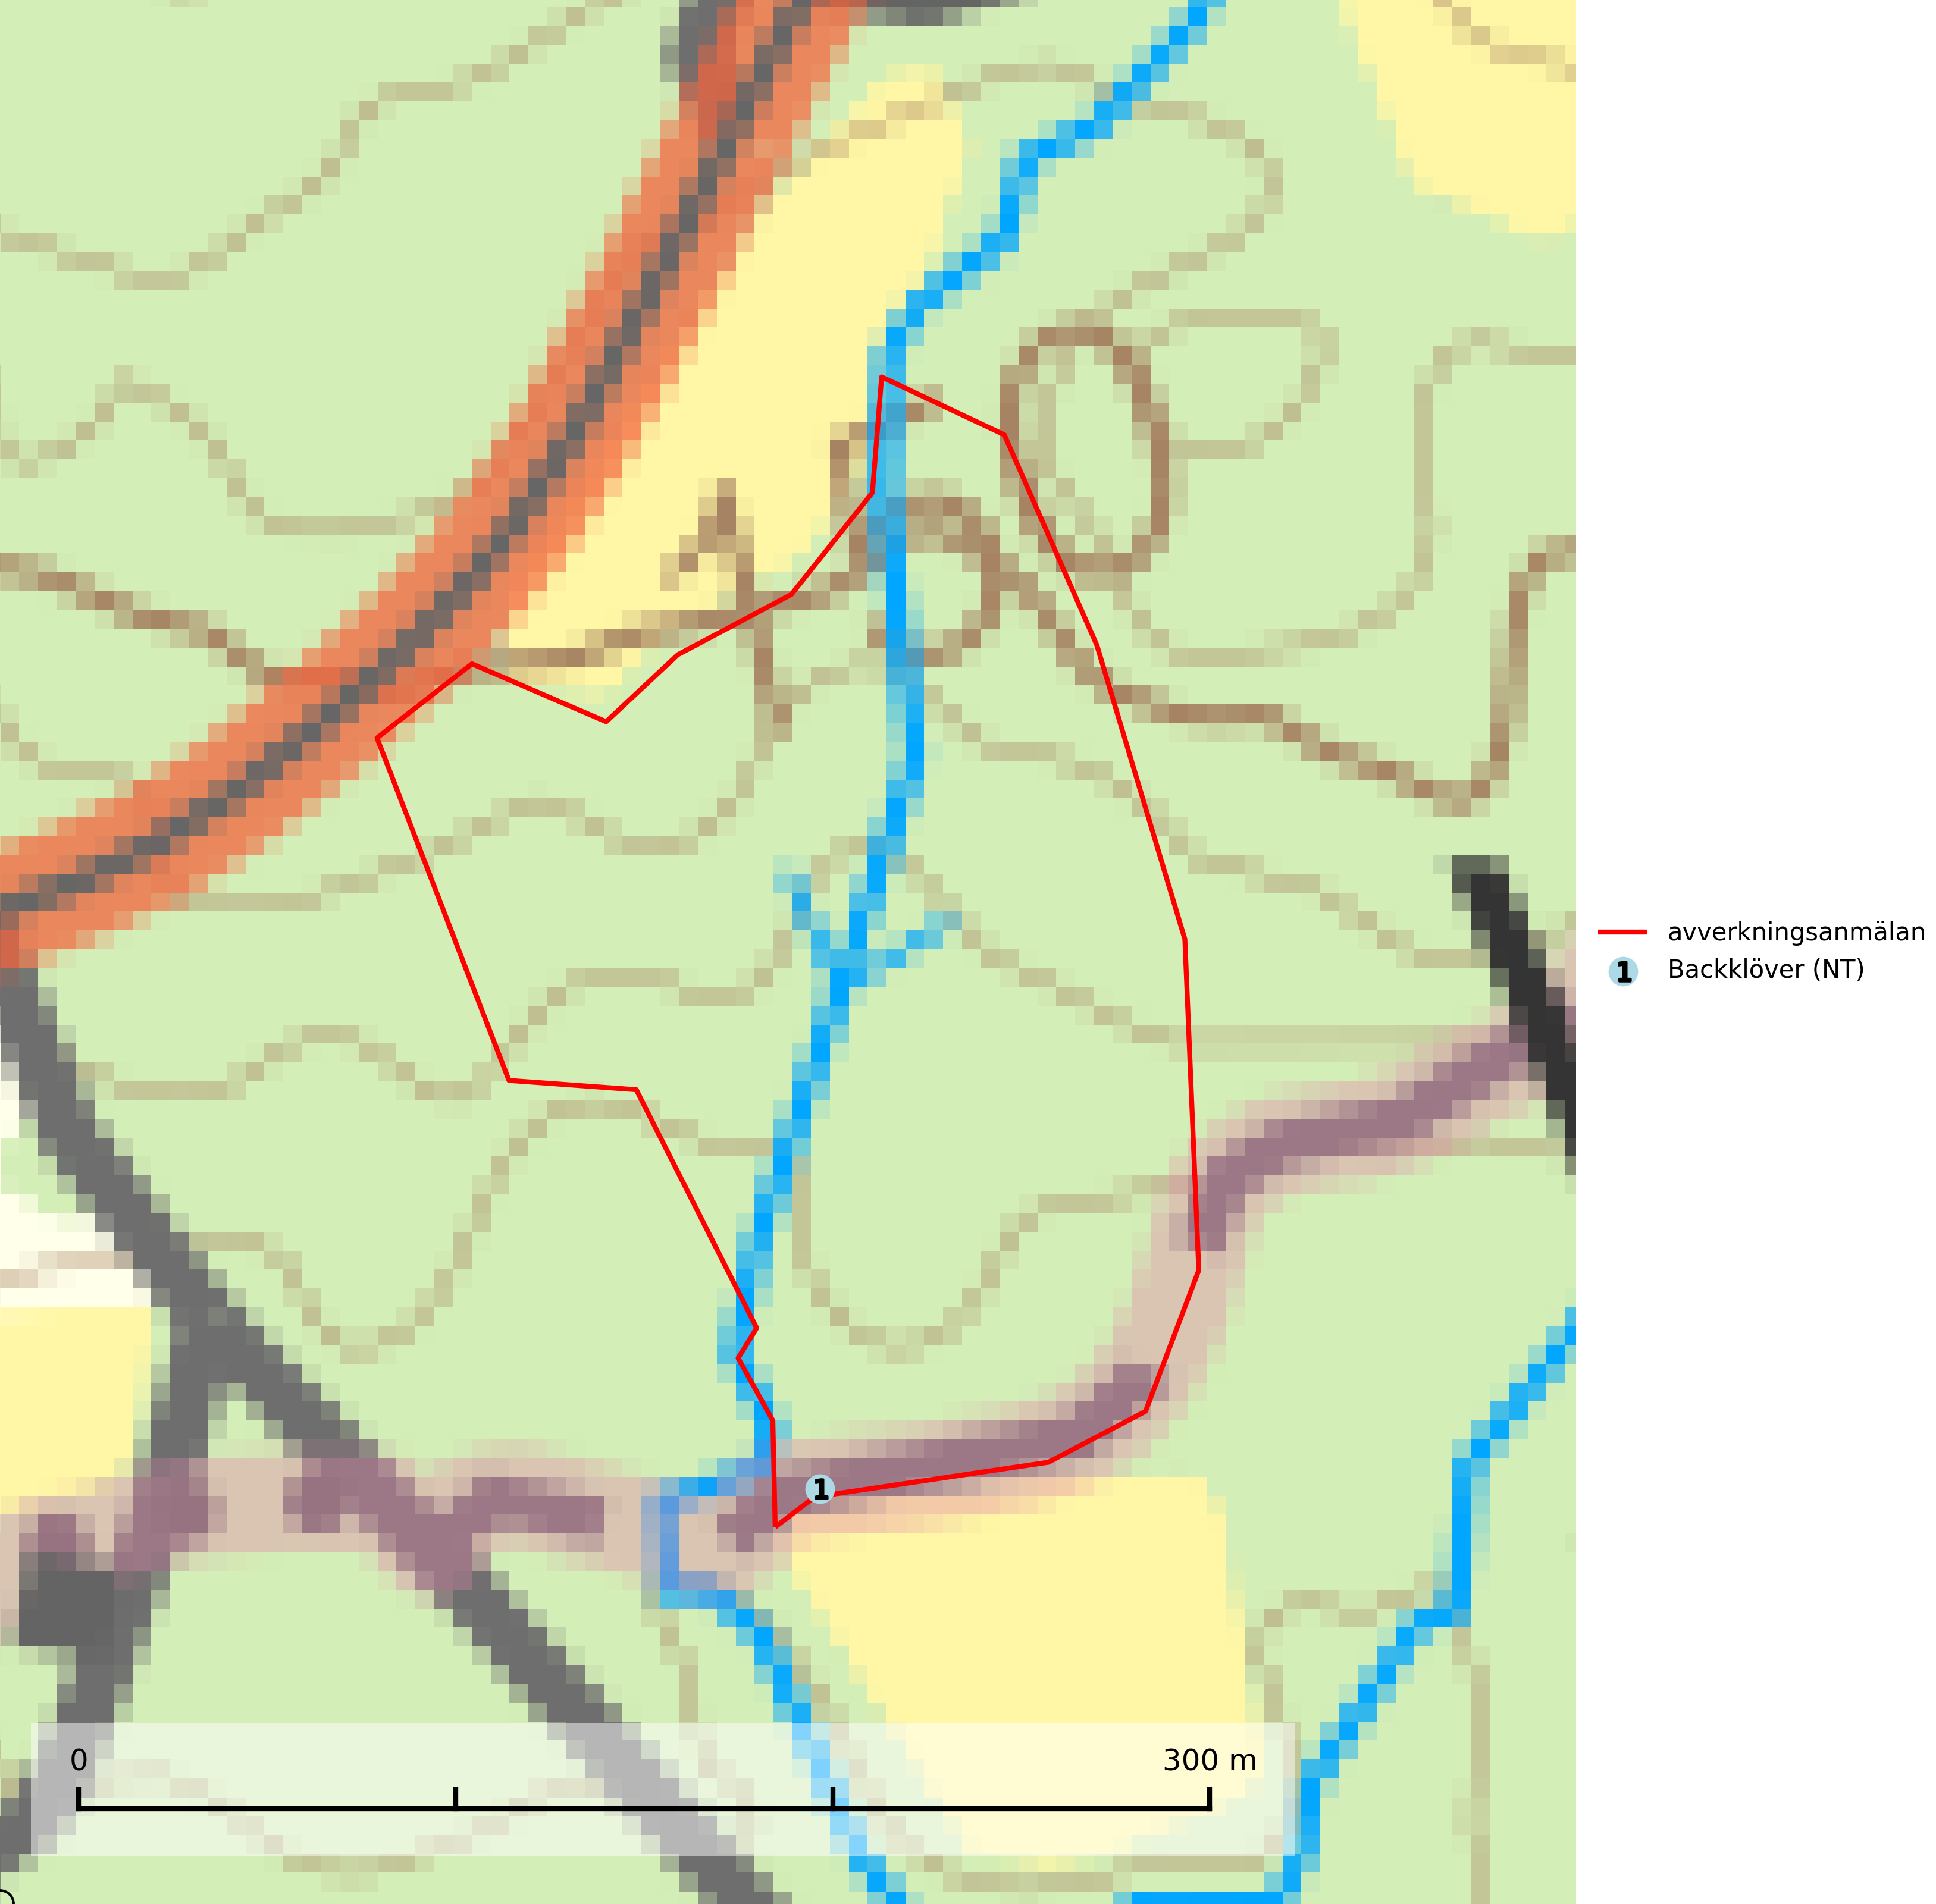 avverkningsanmälan
1 Backklöver (NT)
1
0 300 m